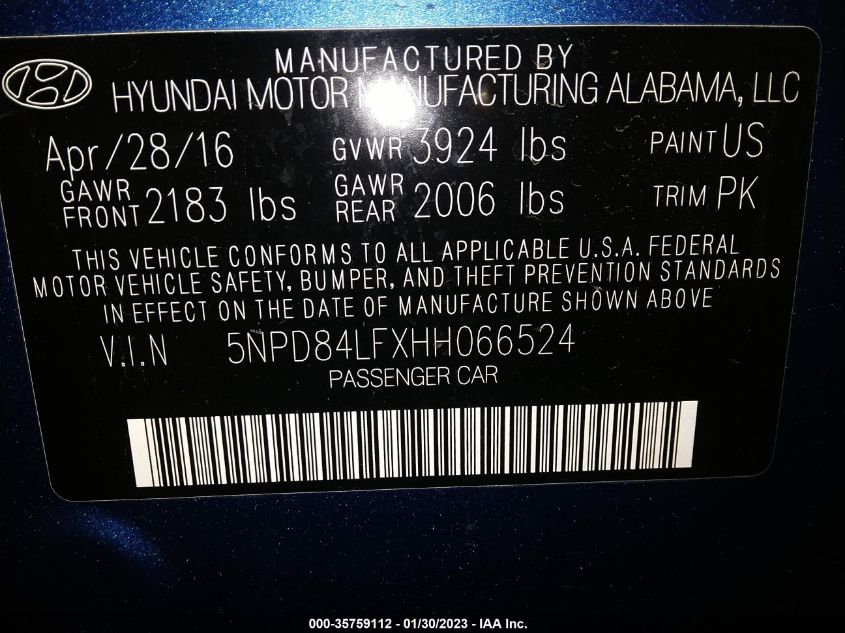 MANUFACTURED BY
HYUNDAI MOTOR MANUFACTURING ALABAMA, LLC
Apr/28/16 GVWR 3924 lbs PAINT US
GAWR FRONT 2183 lbs GAWR REAR 2006 lbs TRIM PK
THIS VEHICLE CONFORMS TO ALL APPLICABLE U.S.A. FEDERAL
MOTOR VEHICLE SAFETY, BUMPER, AND THEFT PREVENTION STANDARDS
IN EFFECT ON THE DATE OF MANUFACTURE SHOWN ABOVE
V.I.N 5NPD84LFXHH066524
PASSENGER CAR
000-35759112 - 01/30/2023 - IAA Inc.